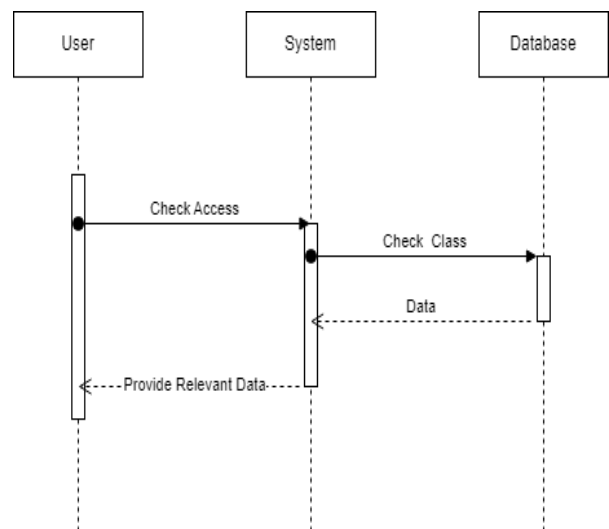 User
System
Database
Check Access
Check Class
Data
Provide Relevant Data